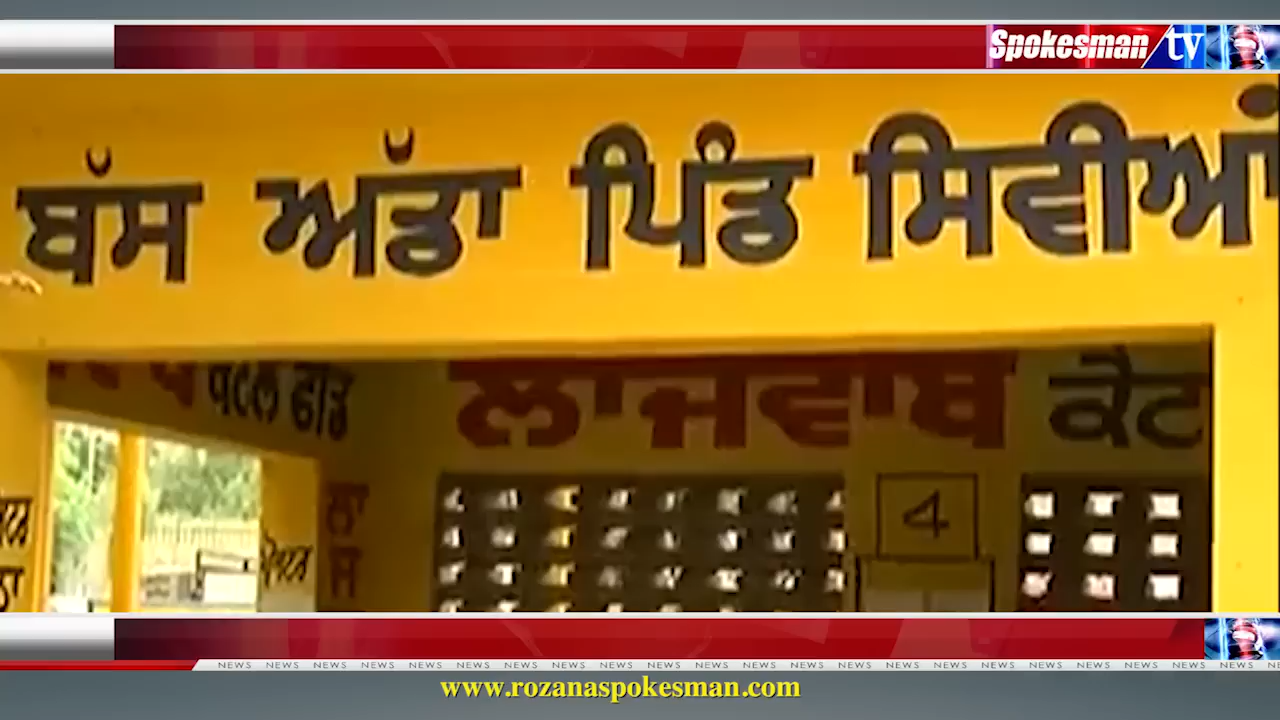 Spokesman tv
ਬੱਸ ਅੱਡਾ ਪਿੰਡ ਸਿਵੀਆਂ
ਲਾਜਵਾਬ ਕੈਟ
4
NEWS NEWS NEWS NEWS NEWS NEWS NEWS NEWS NEWS NEWS NEWS NEWS NEWS NEWS NEWS NEWS NEWS NEWS NEWS NEWS NEWS NEWS
www.rozanaspokesman.com